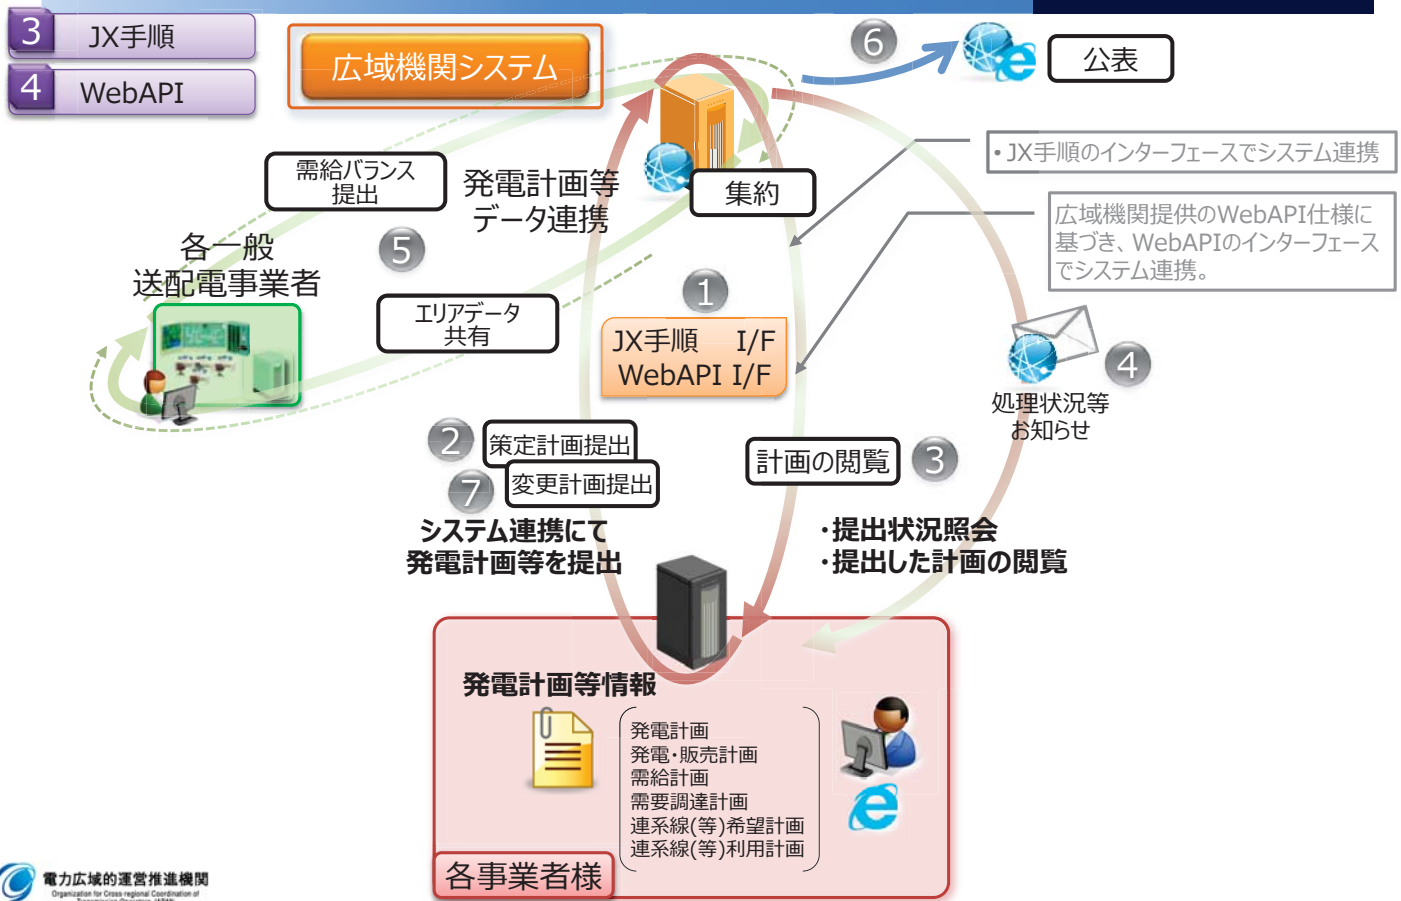 3 JX手順
4 WebAPI
広域機関システム
6
公表
・JX手順のインターフェースでシステム連携
需給バランス
提出
発電計画等
データ連携
集約
広域機関提供のWebAPI仕様に
基づき、WebAPIのインターフェース
でシステム連携。
各一般
送配電事業者
5
1
エリアデータ
共有
JX手順 I/F
WebAPI I/F
4
処理状況等
お知らせ
2 策定計画提出
7 変更計画提出
計画の閲覧 3
システム連携にて
発電計画等を提出
・提出状況照会
・提出した計画の閲覧
発電計画等情報
発電計画
発電・販売計画
需給計画
需要調達計画
連系線(等)希望計画
連系線(等)利用計画
各事業者様
電力広域的運営推進機関
Organization for Cross-regional Coordination of
Transmission Operators, JAPAN